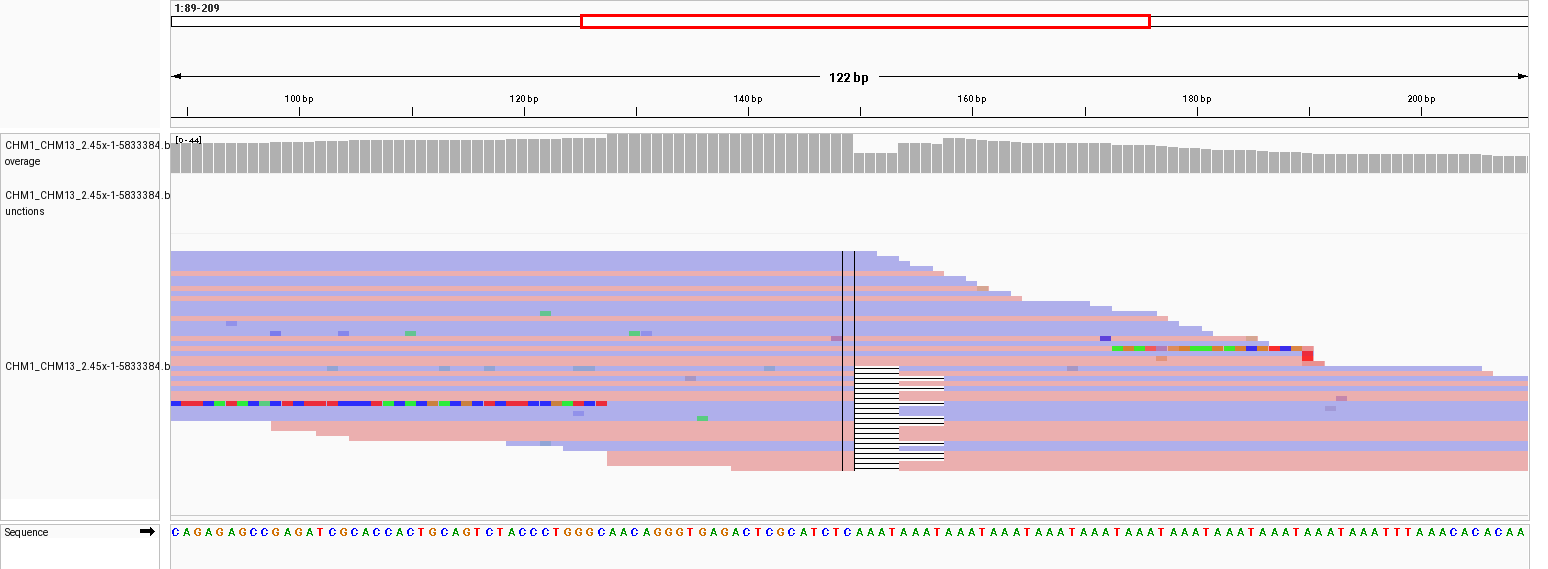 1:89-209
122 bp
100 bp 120 bp 140 bp 160 bp 180 bp 200 bp
[0-44]
CHM1_CHM13_2.45x-1-5833384.b
overage
CHM1_CHM13_2.45x-1-5833384.b
unctions
CHM1_CHM13_2.45x-1-5833384.b
Sequence
C A G A G A G C C G A G A T C G C A C C A C T G C A G T C T A C C C T G G G C A A C A G G G T G A G A C T C G C A T C T C A A A T A A A T A A A T A A A T A A A T A A A T A A A T A A A T A A A T A A A T A A A T A A A T T T A A A C A C A C A A